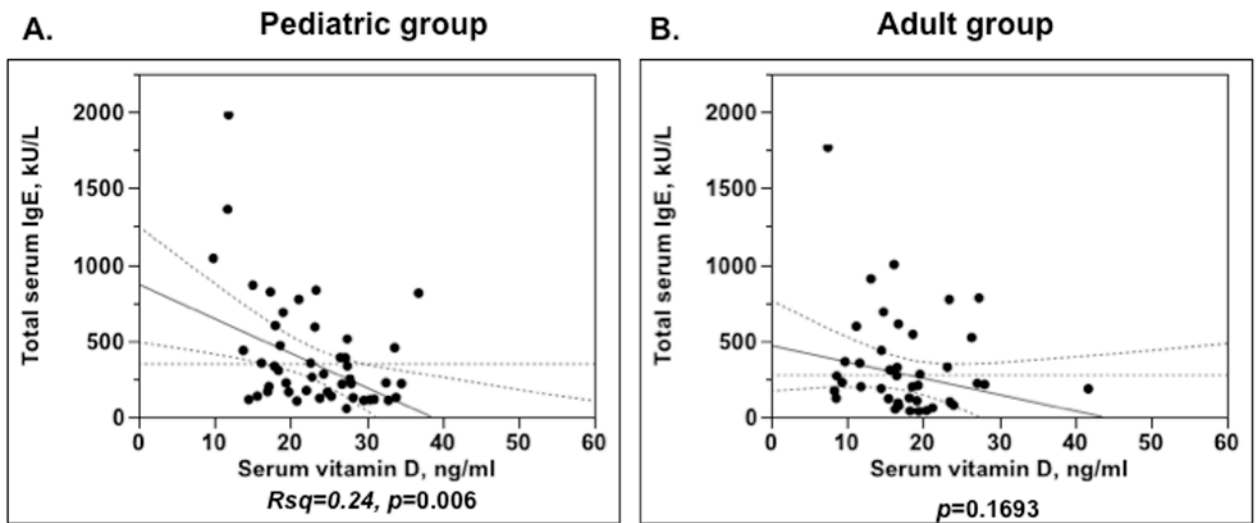 A. Pediatric group
B. Adult group
Total serum IgE, kU/L
2000
1500
1000
500
0
0 10 20 30 40 50 60
Serum vitamin D, ng/ml
Rsq=0.24, p=0.006
Total serum IgE, kU/L
2000
1500
1000
500
0
0 10 20 30 40 50 60
Serum vitamin D, ng/ml
p=0.1693